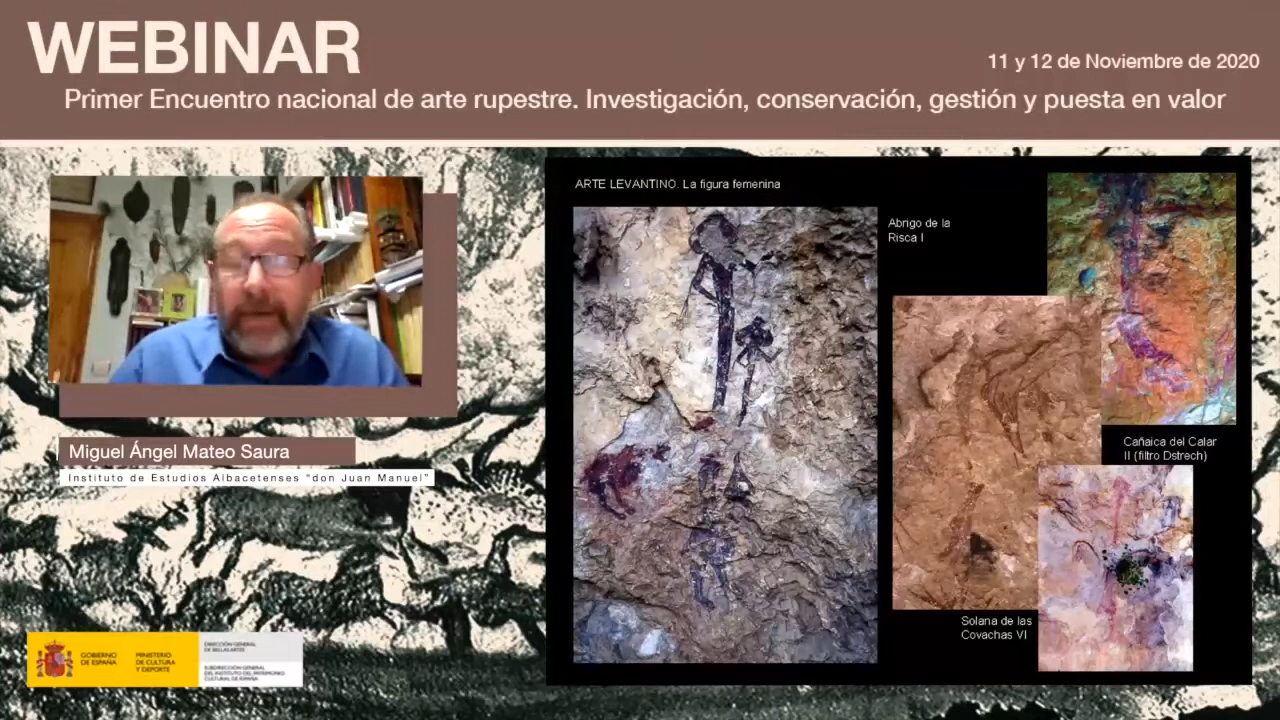 WEBINAR
11 y 12 de Noviembre de 2020
Primer Encuentro nacional de arte rupestre. Investigación, conservación, gestión y puesta en valor
ARTE LEVANTINO. La figura femenina
Abrigo de la
Risca I
Cañaica del Calar
II (filtro Dstrech)
Solana de las
Covachas VI
Miguel Ángel Mateo Saura
Instituto de Estudios Albacetenses "don Juan Manuel"
GOBIERNO
DE ESPAÑA
MINISTERIO
DE CULTURA
Y DEPORTE
DIRECCIÓN GENERAL
DE BELLAS ARTES
SUBDIRECCIÓN GENERAL
DEL INSTITUTO DEL PATRIMONIO
CULTURAL DE ESPAÑA